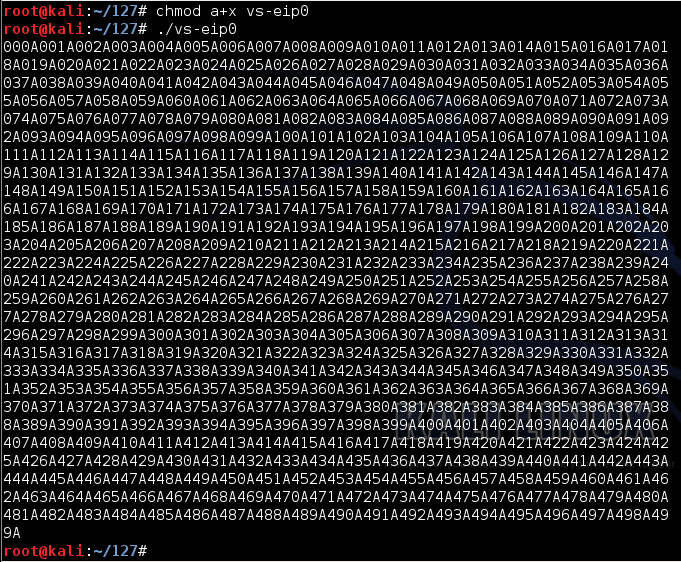 root@kali:~/127# chmod a+x vs-eip0
root@kali:~/127# ./vs-eip0
000A001A002A003A004A005A006A007A008A009A010A011A012A013A014A015A016A017A01
8A019A020A021A022A023A024A025A026A027A028A029A030A031A032A033A034A035A036A
037A038A039A040A041A042A043A044A045A046A047A048A049A050A051A052A053A054A05
5A056A057A058A059A060A061A062A063A064A065A066A067A068A069A070A071A072A073A
074A075A076A077A078A079A080A081A082A083A084A085A086A087A088A089A090A091A09
2A093A094A095A096A097A098A099A100A101A102A103A104A105A106A107A108A109A110A
111A112A113A114A115A116A117A118A119A120A121A122A123A124A125A126A127A128A12
9A130A131A132A133A134A135A136A137A138A139A140A141A142A143A144A145A146A147A
148A149A150A151A152A153A154A155A156A157A158A159A160A161A162A163A164A165A16
6A167A168A169A170A171A172A173A174A175A176A177A178A179A180A181A182A183A184A
185A186A187A188A189A190A191A192A193A194A195A196A197A198A199A200A201A202A20
3A204A205A206A207A208A209A210A211A212A213A214A215A216A217A218A219A220A221A
222A223A224A225A226A227A228A229A230A231A232A233A234A235A236A237A238A239A24
0A241A242A243A244A245A246A247A248A249A250A251A252A253A254A255A256A257A258A
259A260A261A262A263A264A265A266A267A268A269A270A271A272A273A274A275A276A27
7A278A279A280A281A282A283A284A285A286A287A288A289A290A291A292A293A294A295A
296A297A298A299A300A301A302A303A304A305A306A307A308A309A310A311A312A313A31
4A315A316A317A318A319A320A321A322A323A324A325A326A327A328A329A330A331A332A
333A334A335A336A337A338A339A340A341A342A343A344A345A346A347A348A349A350A35
1A352A353A354A355A356A357A358A359A360A361A362A363A364A365A366A367A368A369A
370A371A372A373A374A375A376A377A378A379A380A381A382A383A384A385A386A387A38
8A389A390A391A392A393A394A395A396A397A398A399A400A401A402A403A404A405A406A
407A408A409A410A411A412A413A414A415A416A417A418A419A420A421A422A423A424A42
5A426A427A428A429A430A431A432A433A434A435A436A437A438A439A440A441A442A443A
444A445A446A447A448A449A450A451A452A453A454A455A456A457A458A459A460A461A46
2A463A464A465A466A467A468A469A470A471A472A473A474A475A476A477A478A479A480A
481A482A483A484A485A486A487A488A489A490A491A492A493A494A495A496A497A498A49
9A
root@kali:~/127#